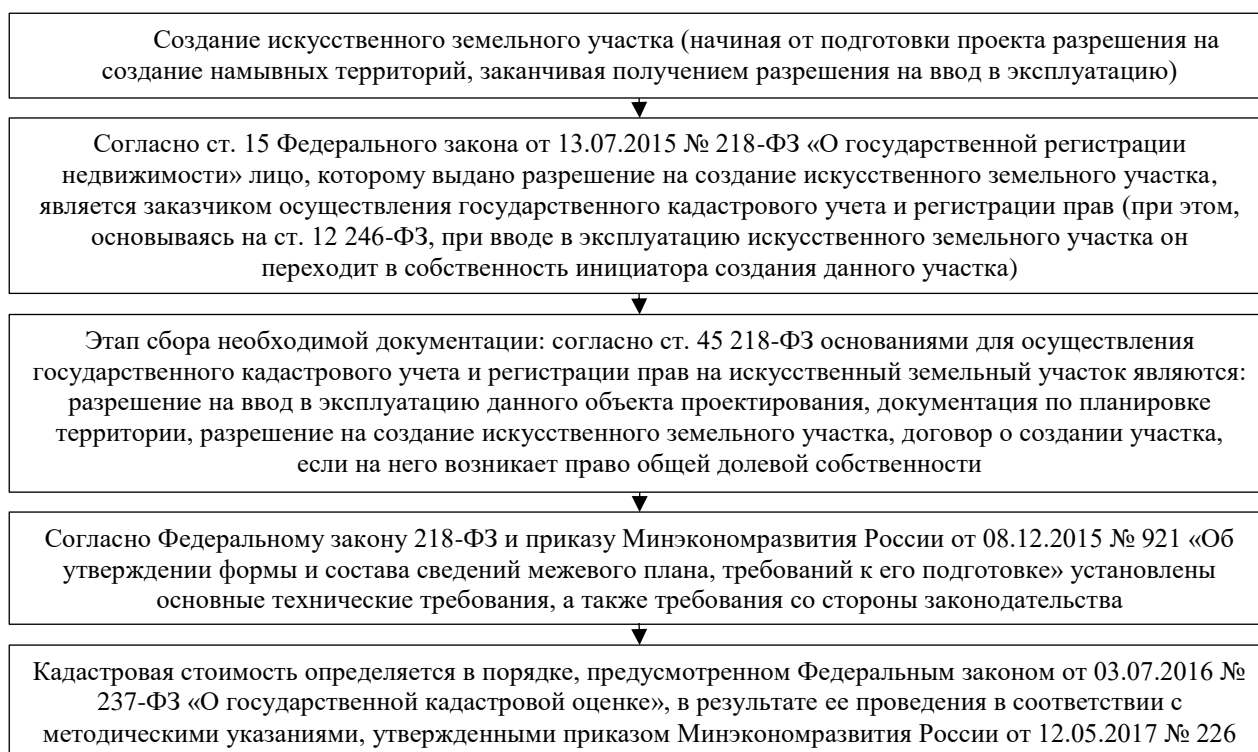 Создание искусственного земельного участка (начиная от подготовки проекта разрешения на
создание намывных территорий, заканчивая получением разрешения на ввод в эксплуатацию)
Согласно ст. 15 Федерального закона от 13.07.2015 № 218-ФЗ «О государственной регистрации
недвижимости» лицо, которому выдано разрешение на создание искусственного земельного участка,
является заказчиком осуществления государственного кадастрового учета и регистрации прав (при этом,
основываясь на ст. 12 246-ФЗ, при вводе в эксплуатацию искусственного земельного участка он
переходит в собственность инициатора создания данного участка)
Этап сбора необходимой документации: согласно ст. 45 218-ФЗ основаниями для осуществления
государственного кадастрового учета и регистрации прав на искусственный земельный участок являются:
разрешение на ввод в эксплуатацию данного объекта проектирования, документация по планировке
территории, разрешение на создание искусственного земельного участка, договор о создании участка,
если на него возникает право общей долевой собственности
Согласно Федеральному закону 218-ФЗ и приказу Минэкономразвития России от 08.12.2015 № 921 «Об
утверждении формы и состава сведений межевого плана, требований к его подготовке» установлены
основные технические требования, а также требования со стороны законодательства
Кадастровая стоимость определяется в порядке, предусмотренном Федеральным законом от 03.07.2016 №
237-ФЗ «О государственной кадастровой оценке», в результате ее проведения в соответствии с
методическими указаниями, утвержденными приказом Минэкономразвития России от 12.05.2017 № 226